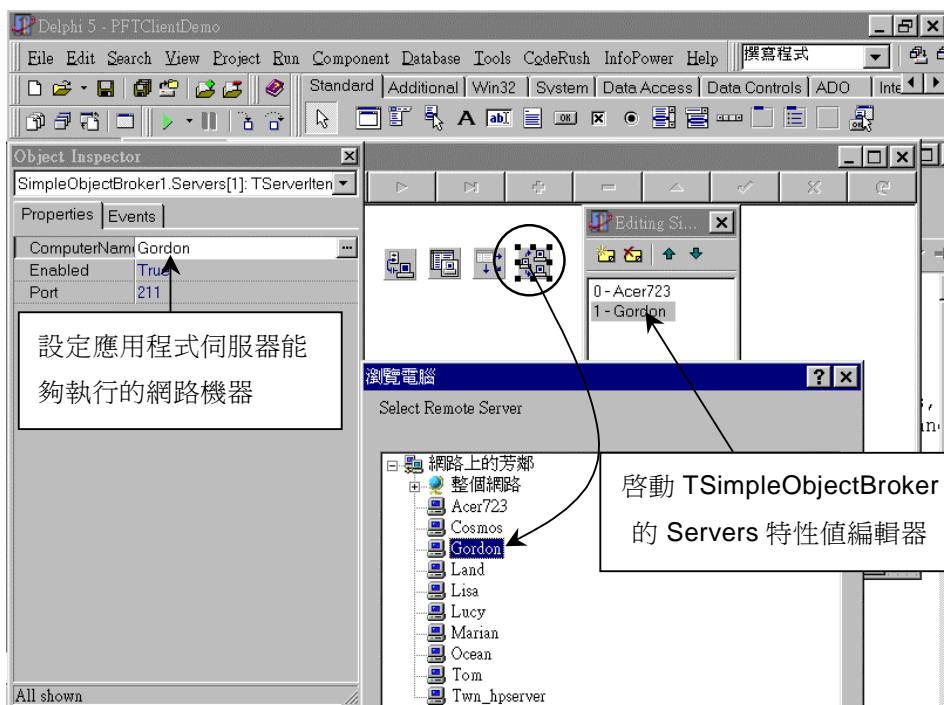 Delphi 5 - PFTClientDemo
File Edit Search View Project Run Component Database Tools CodeRush InfoPower Help 撰寫程式
Standard Additional Win32 System Data Access Data Controls ADO
Object Inspector
SimpleObjectBroker1.Servers[1]: TServerIten
Properties Events
ComputerNam Gordon
Enabled True
Port 211
設定應用程式伺服器能
夠執行的網路機器
All shown
Editing Si...
0 - Acer723
1 - Gordon
瀏覽電腦
Select Remote Server
網路上的芳鄰
整個網路
Acer723
Cosmos
Gordon
Land
Lisa
Lucy
Marian
Ocean
Tom
Twn_hpserver
啓動 TSimpleObjectBroker
的 Servers 特性值編輯器